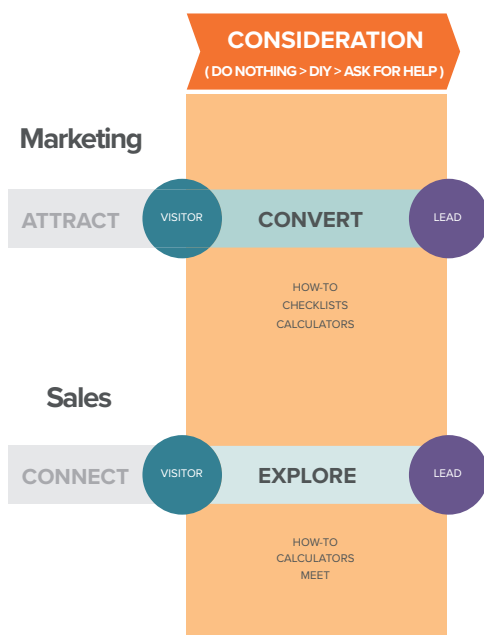 CONSIDERATION
( DO NOTHING > DIY > ASK FOR HELP )
Marketing
ATTRACT
VISITOR
CONVERT
LEAD
HOW-TO
CHECKLISTS
CALCULATORS
Sales
CONNECT
VISITOR
EXPLORE
LEAD
HOW-TO
CALCULATORS
MEET